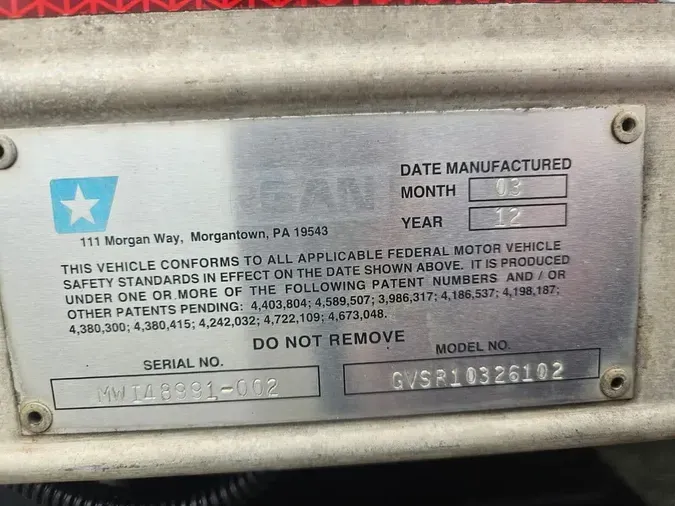 DATE MANUFACTURED
MONTH 03
YEAR 12
111 Morgan Way, Morgantown, PA 19543
THIS VEHICLE CONFORMS TO ALL APPLICABLE FEDERAL MOTOR VEHICLE
SAFETY STANDARDS IN EFFECT ON THE DATE SHOWN ABOVE. IT IS PRODUCED
UNDER ONE OR MORE OF THE FOLLOWING PATENT NUMBERS AND / OR
OTHER PATENTS PENDING: 4,403,804; 4,589,507; 3,986,317; 4,186,537; 4,198,187;
4,380,300; 4,380,415; 4,242,032; 4,722,109; 4,673,048.
DO NOT REMOVE
SERIAL NO. MODEL NO.
MWI48991-002 GVSR10326102